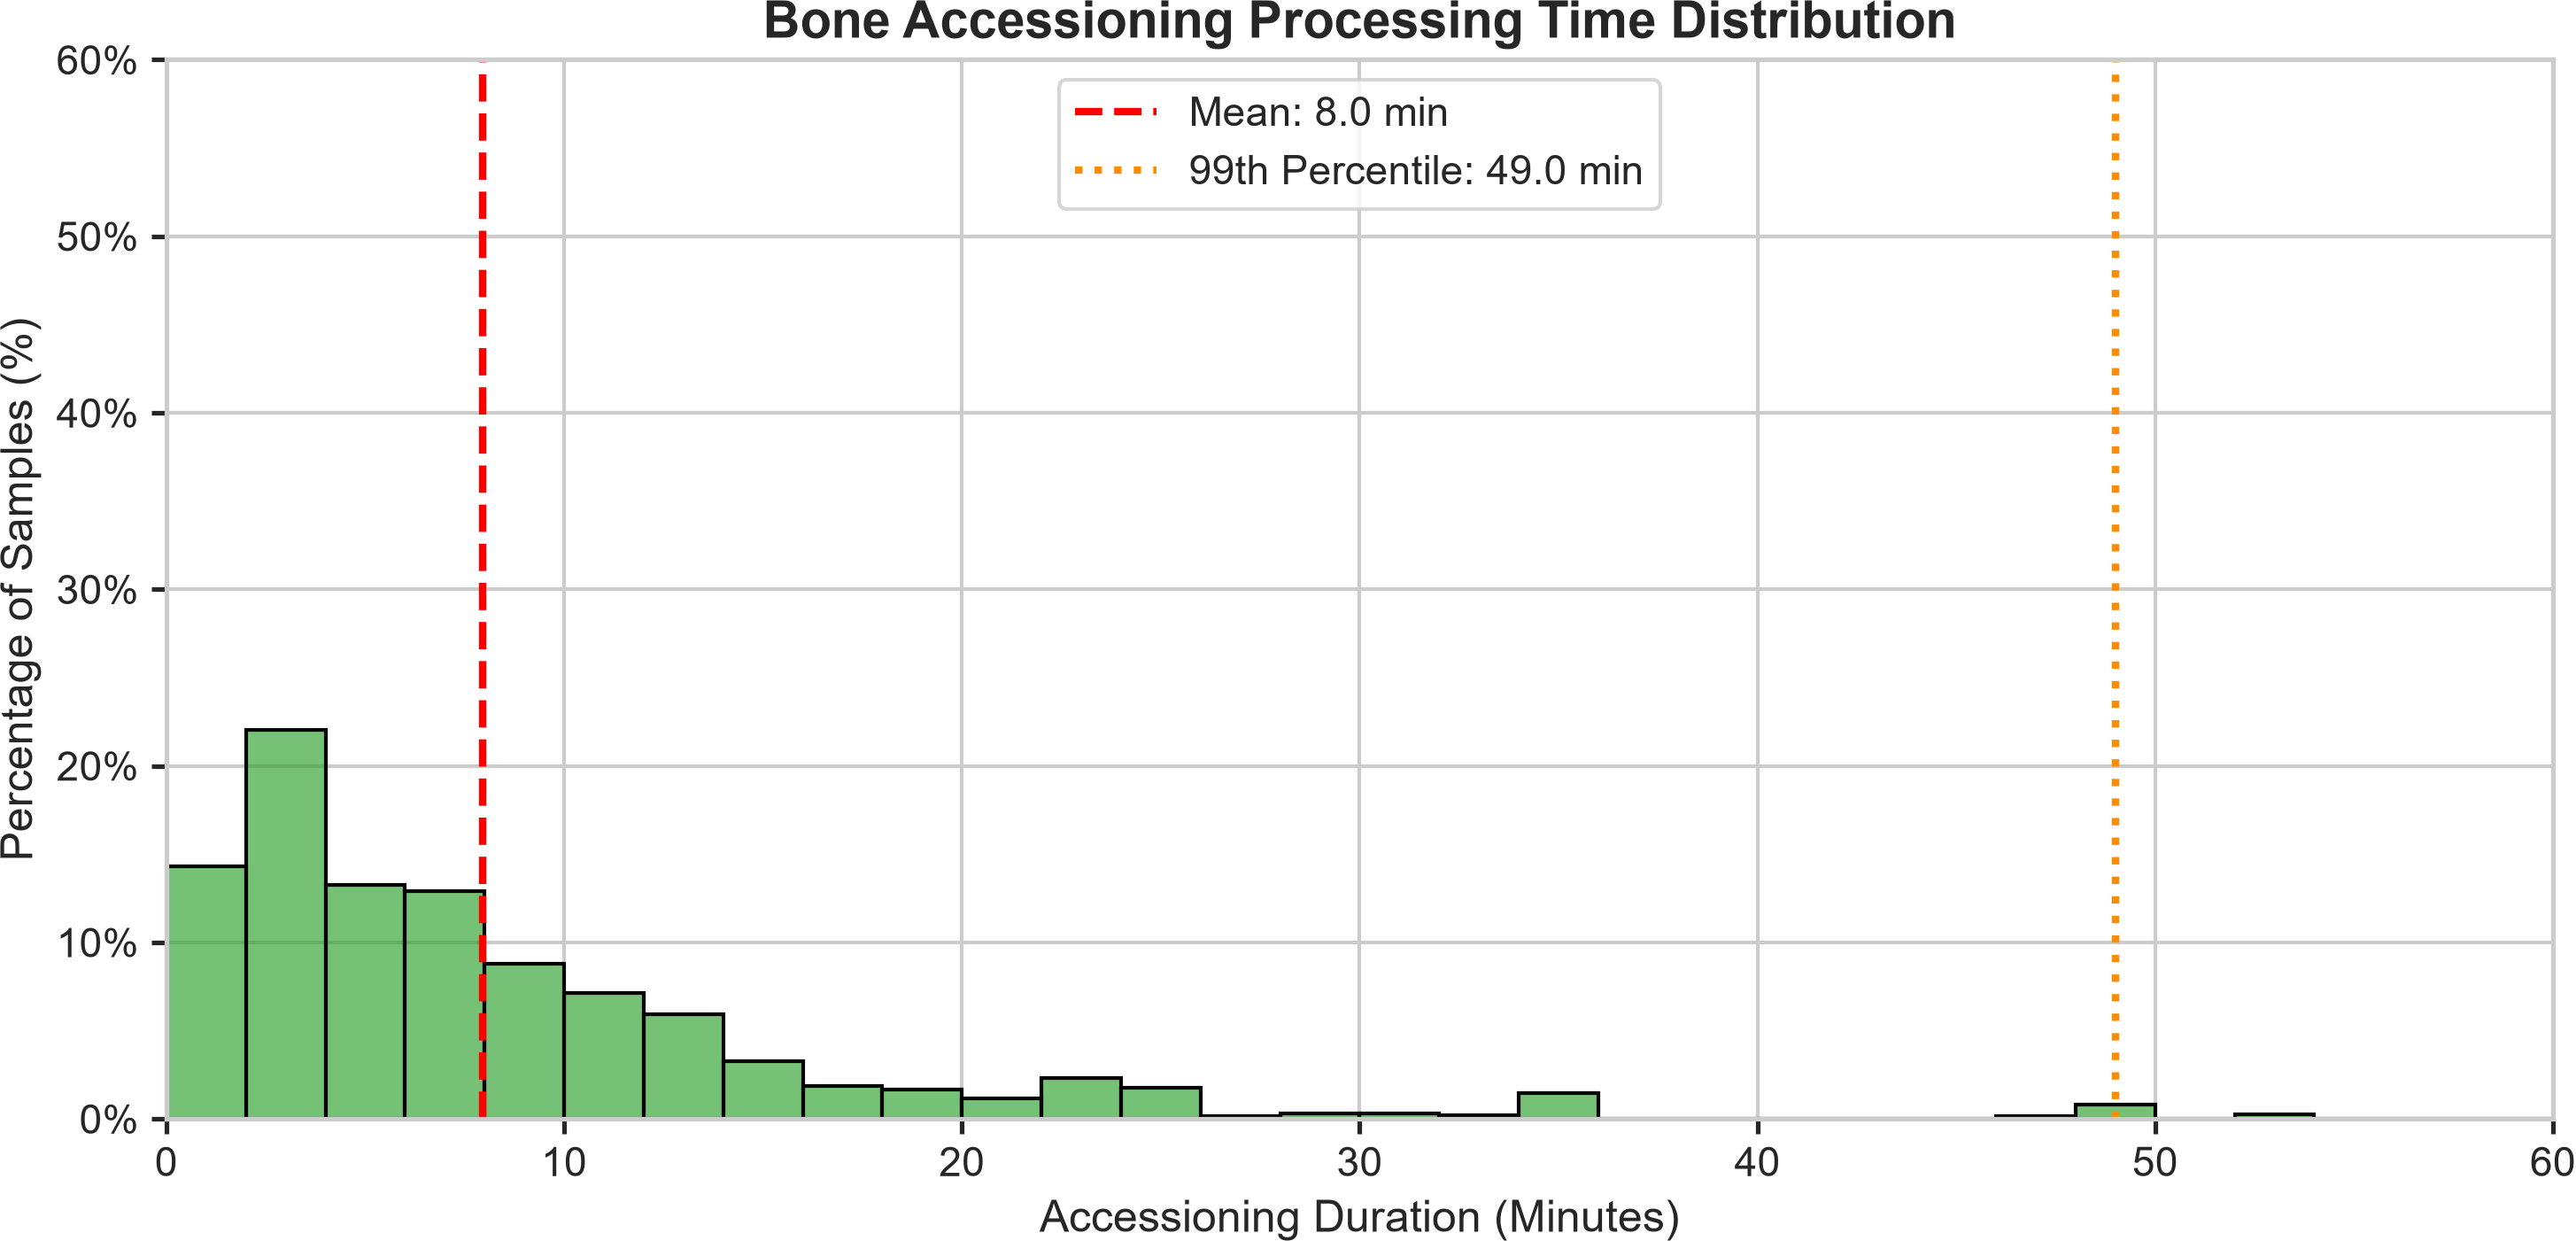 Bone Accessioning Processing Time Distribution
Mean: 8.0 min
99th Percentile: 49.0 min
Percentage of Samples (%)
60%
50%
40%
30%
20%
10%
0%
0 10 20 30 40 50 60
Accessioning Duration (Minutes)